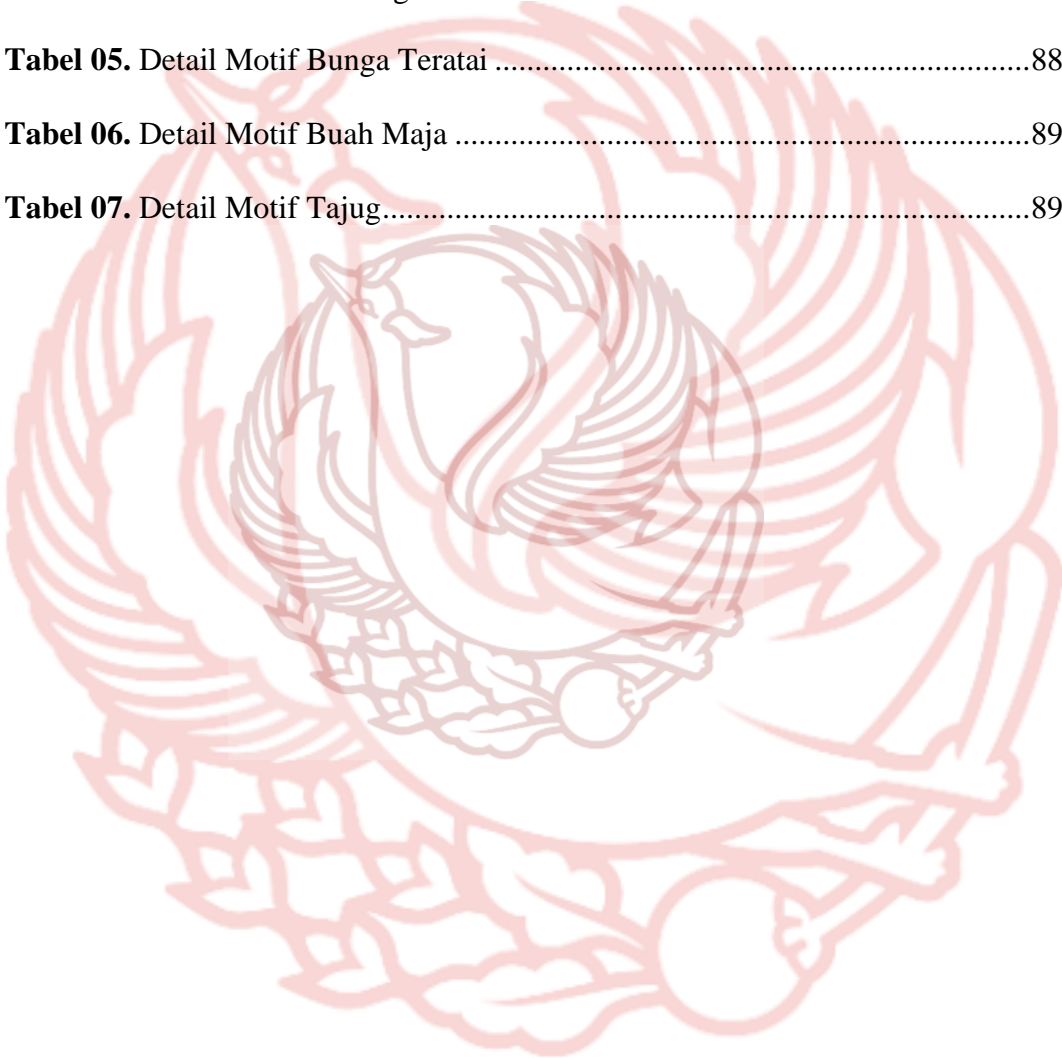 Tabel 05. Detail Motif Bunga Teratai ....................................................................88
Tabel 06. Detail Motif Buah Maja .........................................................................89
Tabel 07. Detail Motif Tajug..................................................................................89